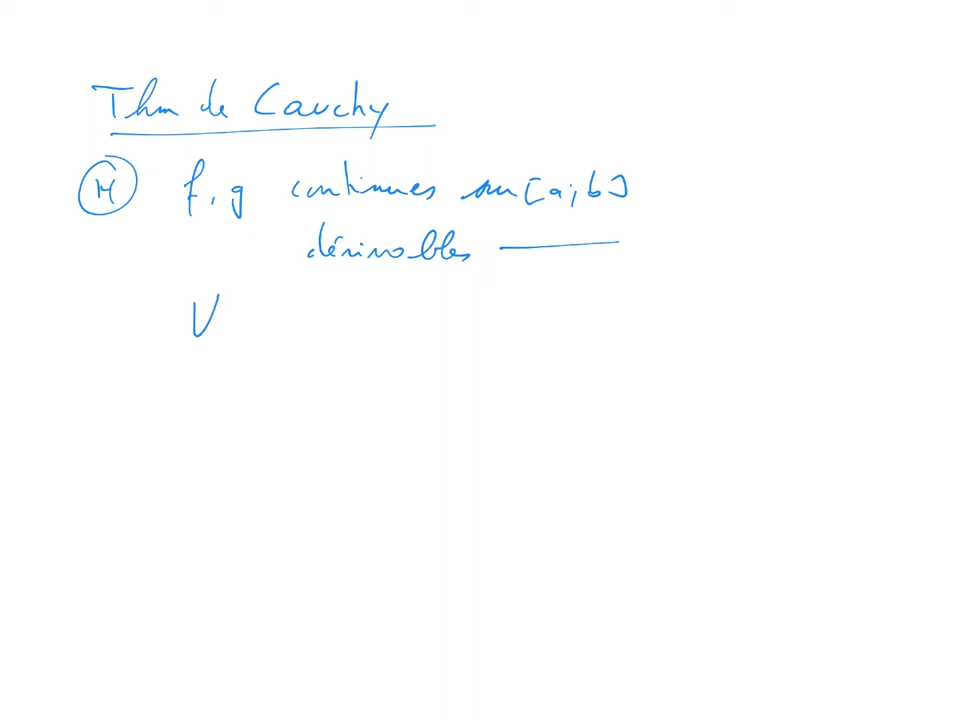 Thm de Cauchy
H f, g continues sur [a; b]
dérivables ———
V